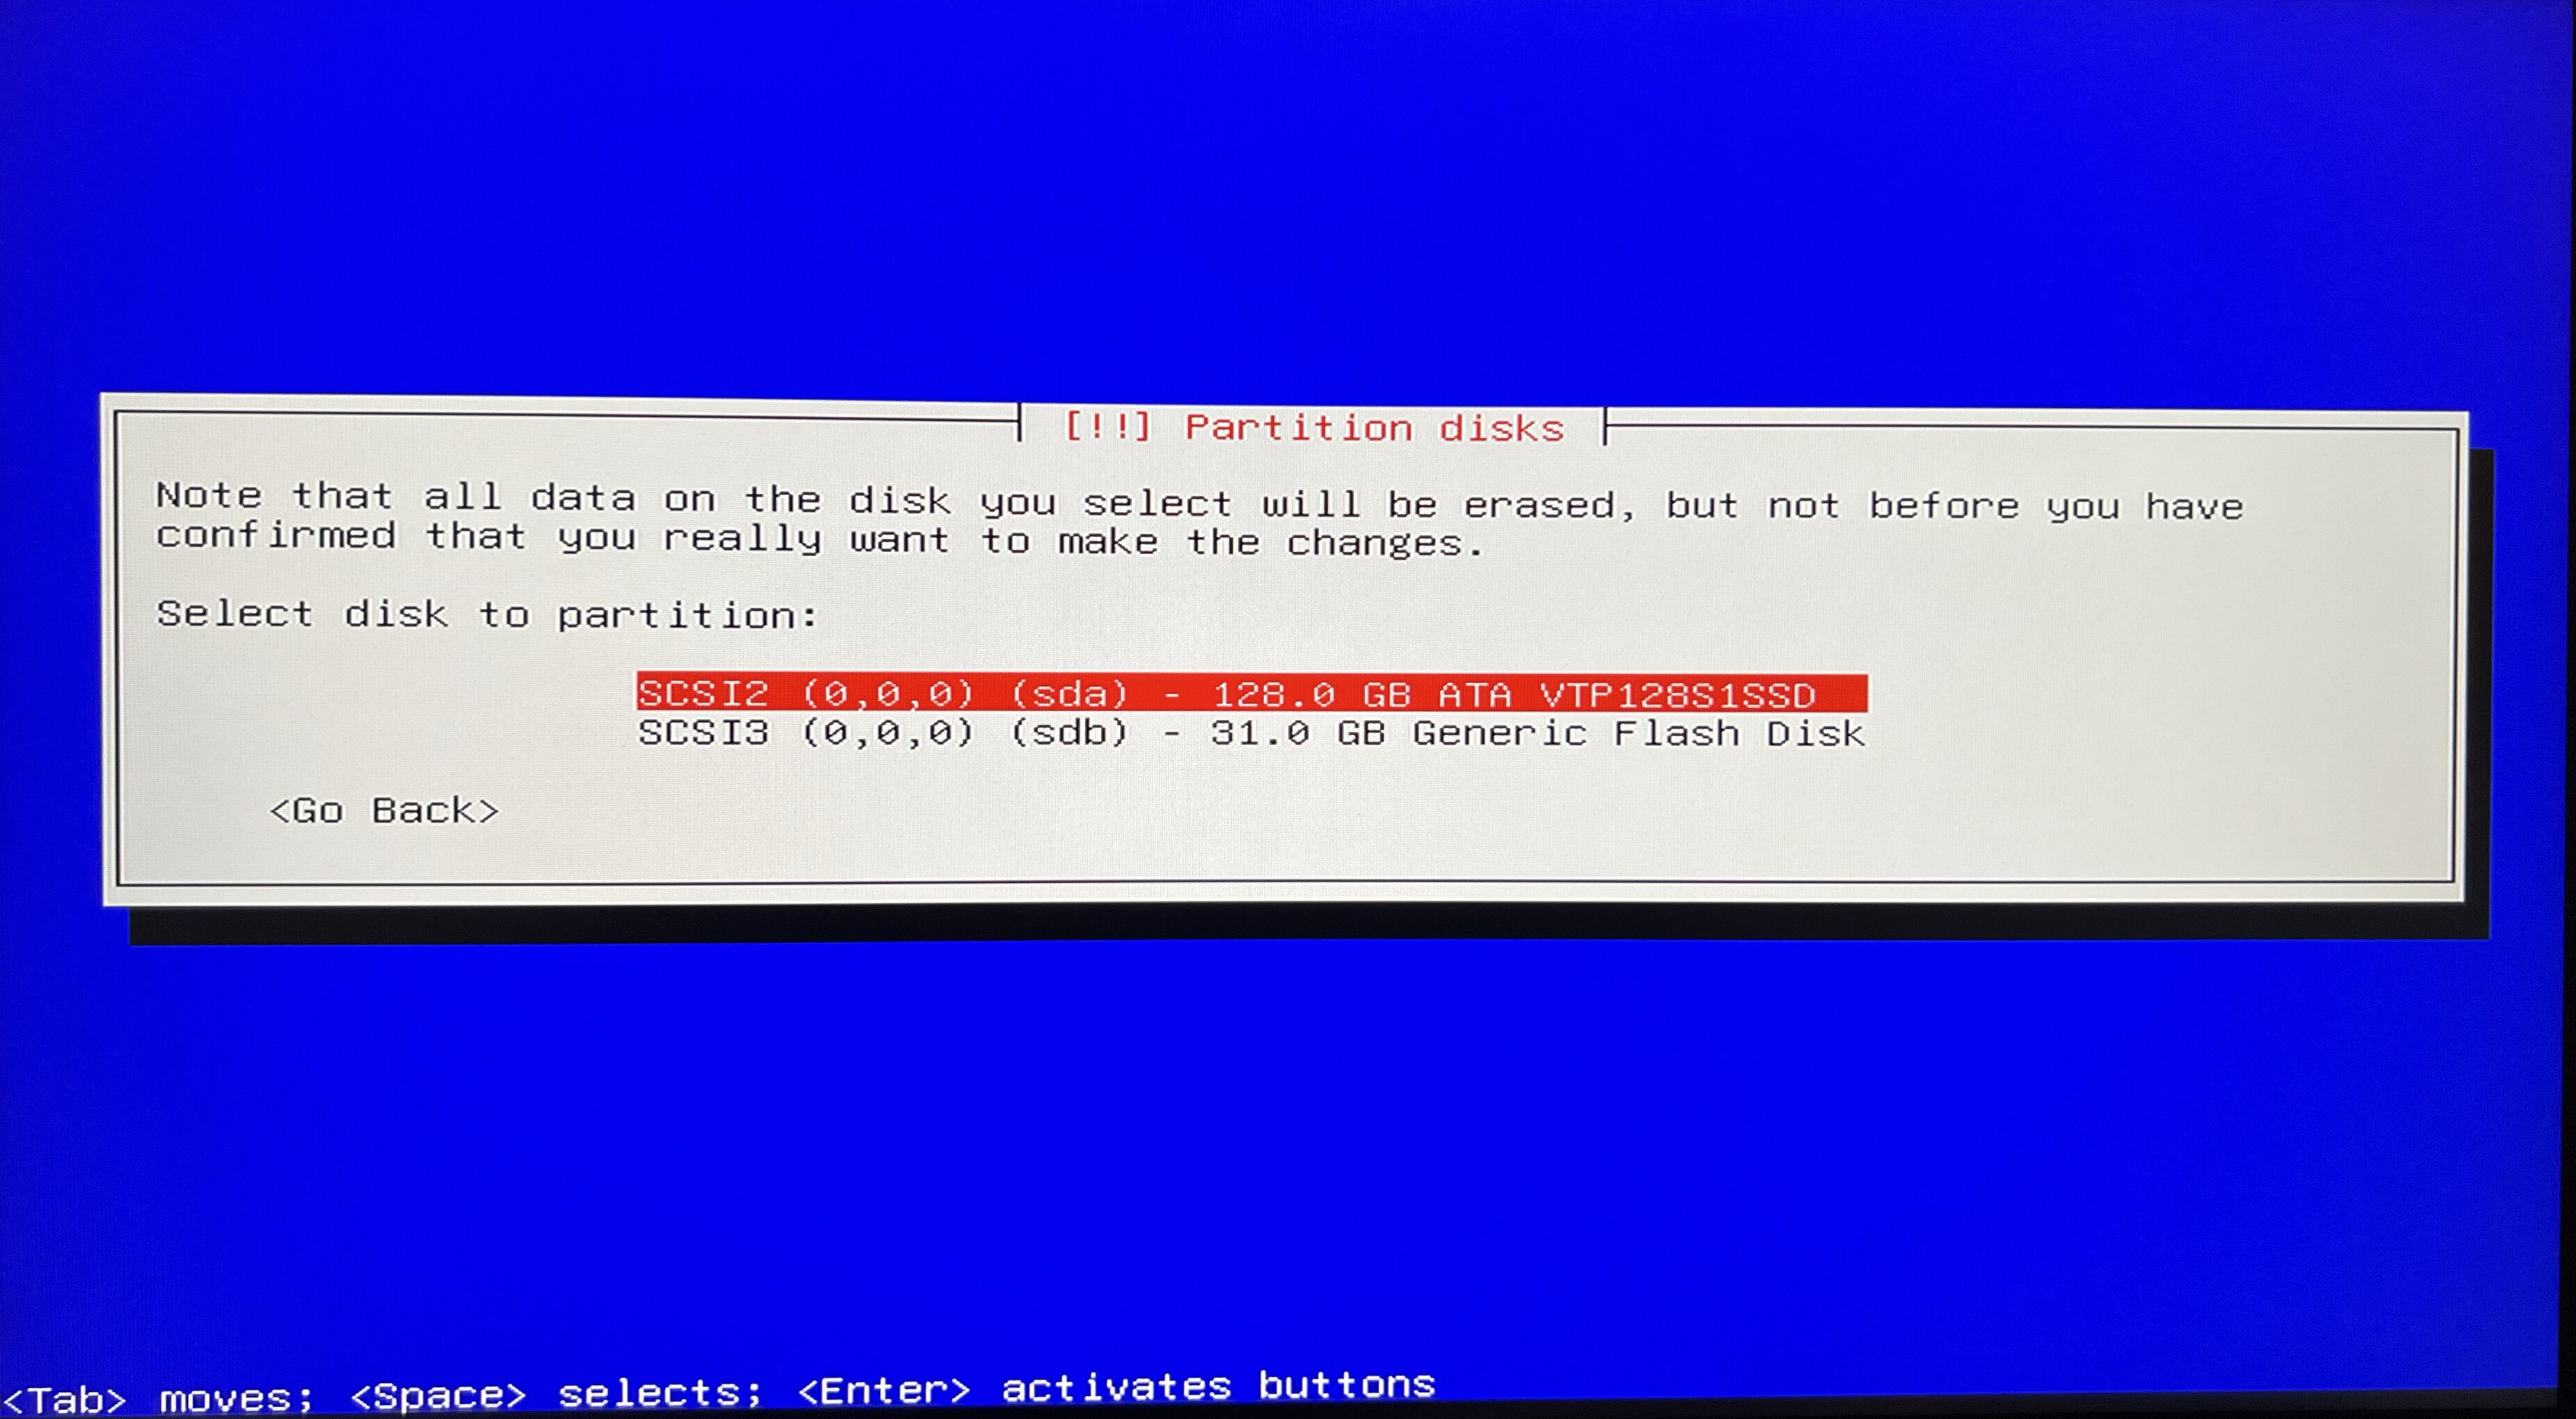 [!!] Partition disks
Note that all data on the disk you select will be erased, but not before you have
confirmed that you really want to make the changes.
Select disk to partition:
SCSI2 (0,0,0) (sda) - 128.0 GB ATA VTP128S1SSD
SCSI3 (0,0,0) (sdb) - 31.0 GB Generic Flash Disk
<Go Back>
<Tab> moves; <Space> selects; <Enter> activates buttons